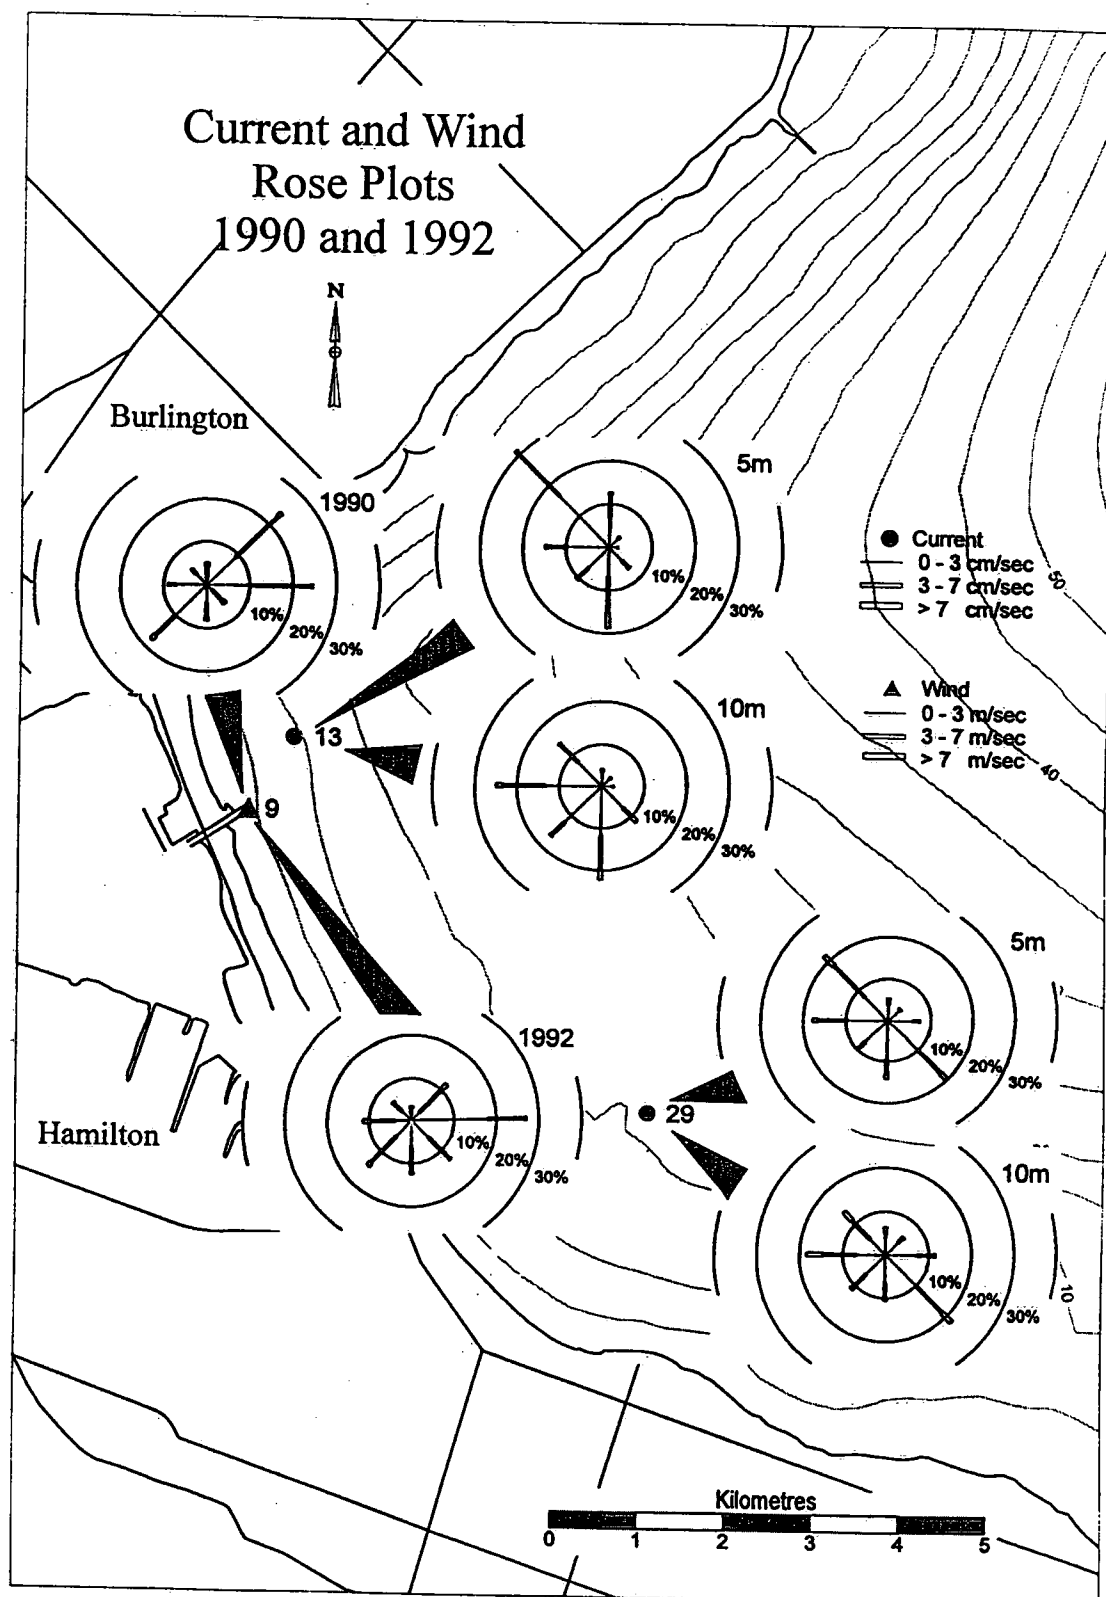 Current and Wind
Rose Plots
1990 and 1992
N
Burlington
1990
10%
20%
30%
5m
10%
20%
30%
Current
0 - 3 cm/sec
3 - 7 cm/sec
> 7 cm/sec
50
Wind
0 - 3 m/sec
3 - 7 m/sec
> 7 m/sec
40
13
10m
10%
20%
30%
9
5m
10%
20%
30%
1992
10%
20%
30%
29
Hamilton
10m
10%
20%
30%
10
Kilometres
0 1 2 3 4 5